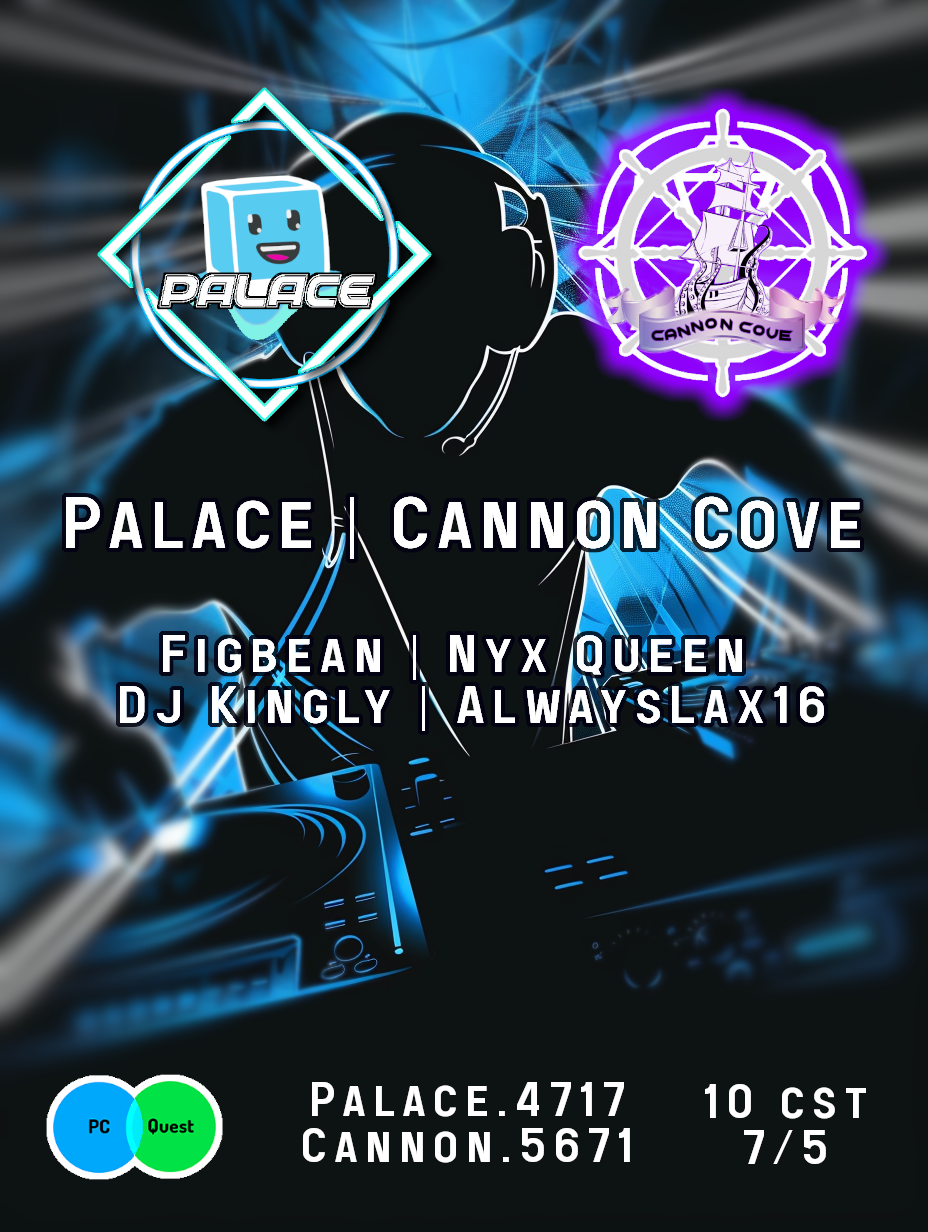 PALACE
CANNON COVE
PALACE | CANNON COVE
FIGBEAN | NYX QUEEN
DJ KINGLY | ALWAYSLAX16
PC Quest
PALACE.4717
CANNON.5671
10 CST
7/5